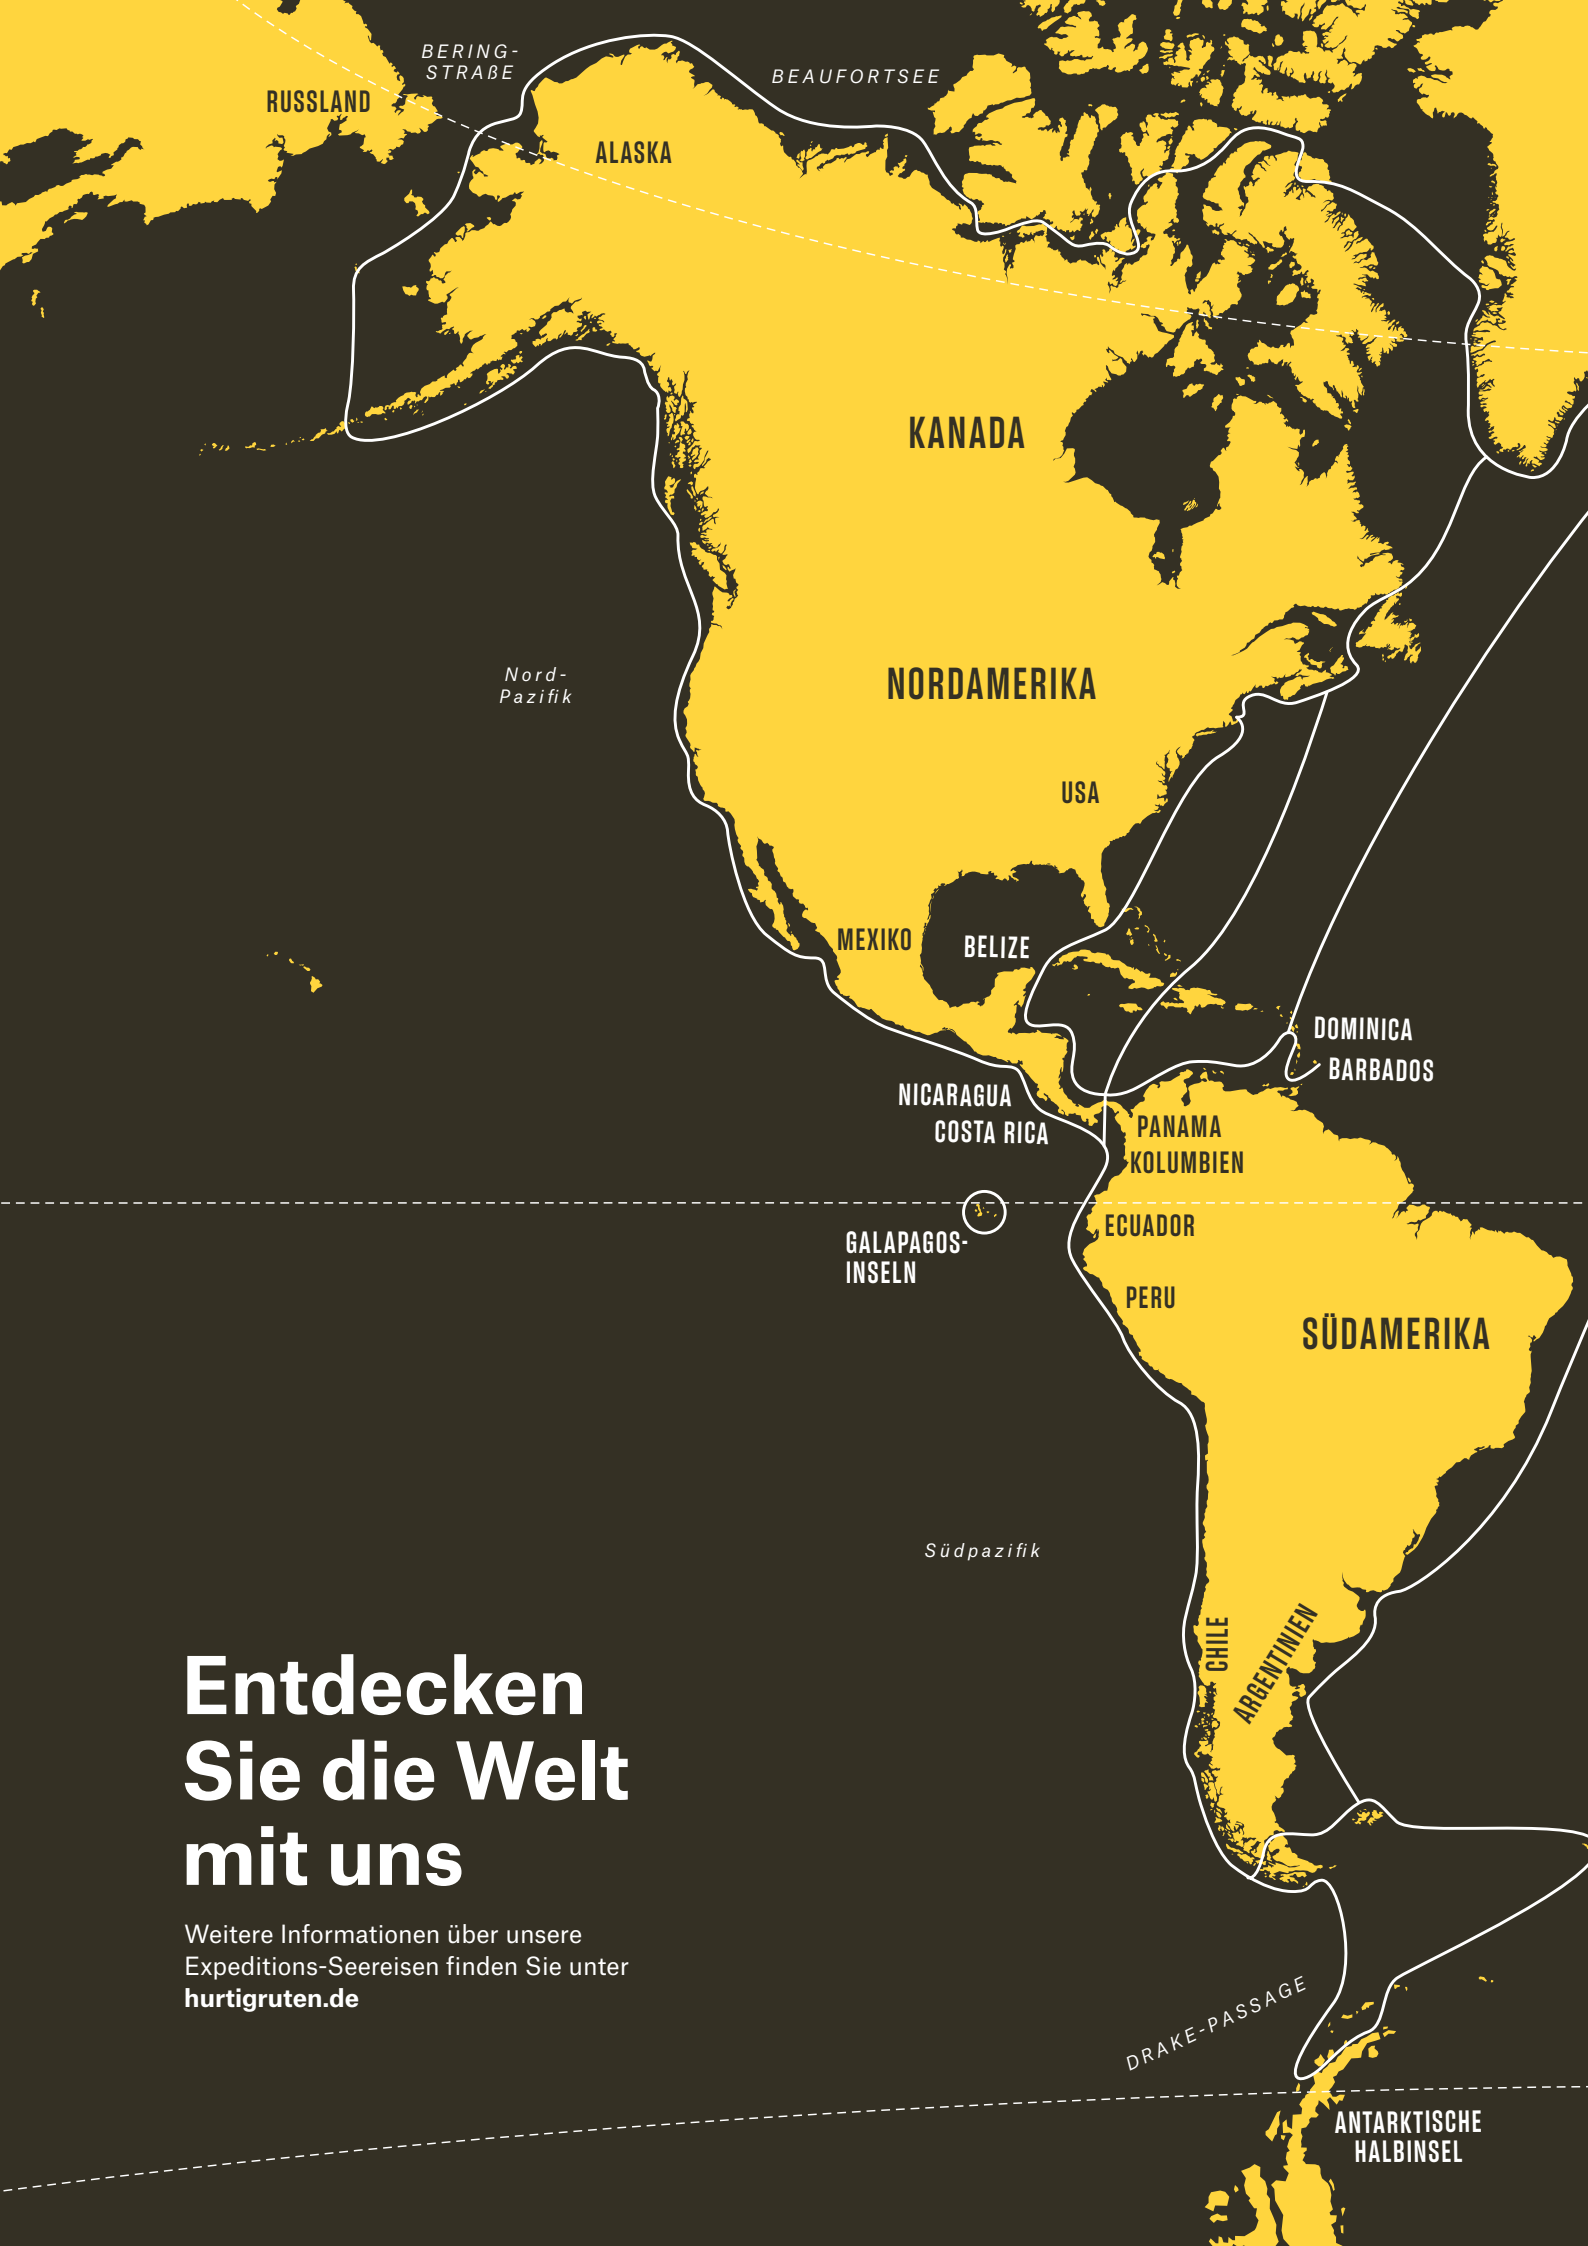 BERING-
STRAßE
BEAUFORTSEE
RUSSLAND
ALASKA
KANADA
Nord-
Pazifik
NORDAMERIKA
USA
MEXIKO
BELIZE
DOMINICA
BARBADOS
NICARAGUA
COSTA RICA
PANAMA
KOLUMBIEN
GALAPAGOS-
INSELN
ECUADOR
PERU
SÜDAMERIKA
Südpazifik
CHILE
ARGENTINIEN
Entdecken
Sie die Welt
mit uns
Weitere Informationen über unsere
Expeditions-Seereisen finden Sie unter
hurtigruten.de
DRAKE-PASSAGE
ANTARKTISCHE
HALBINSEL